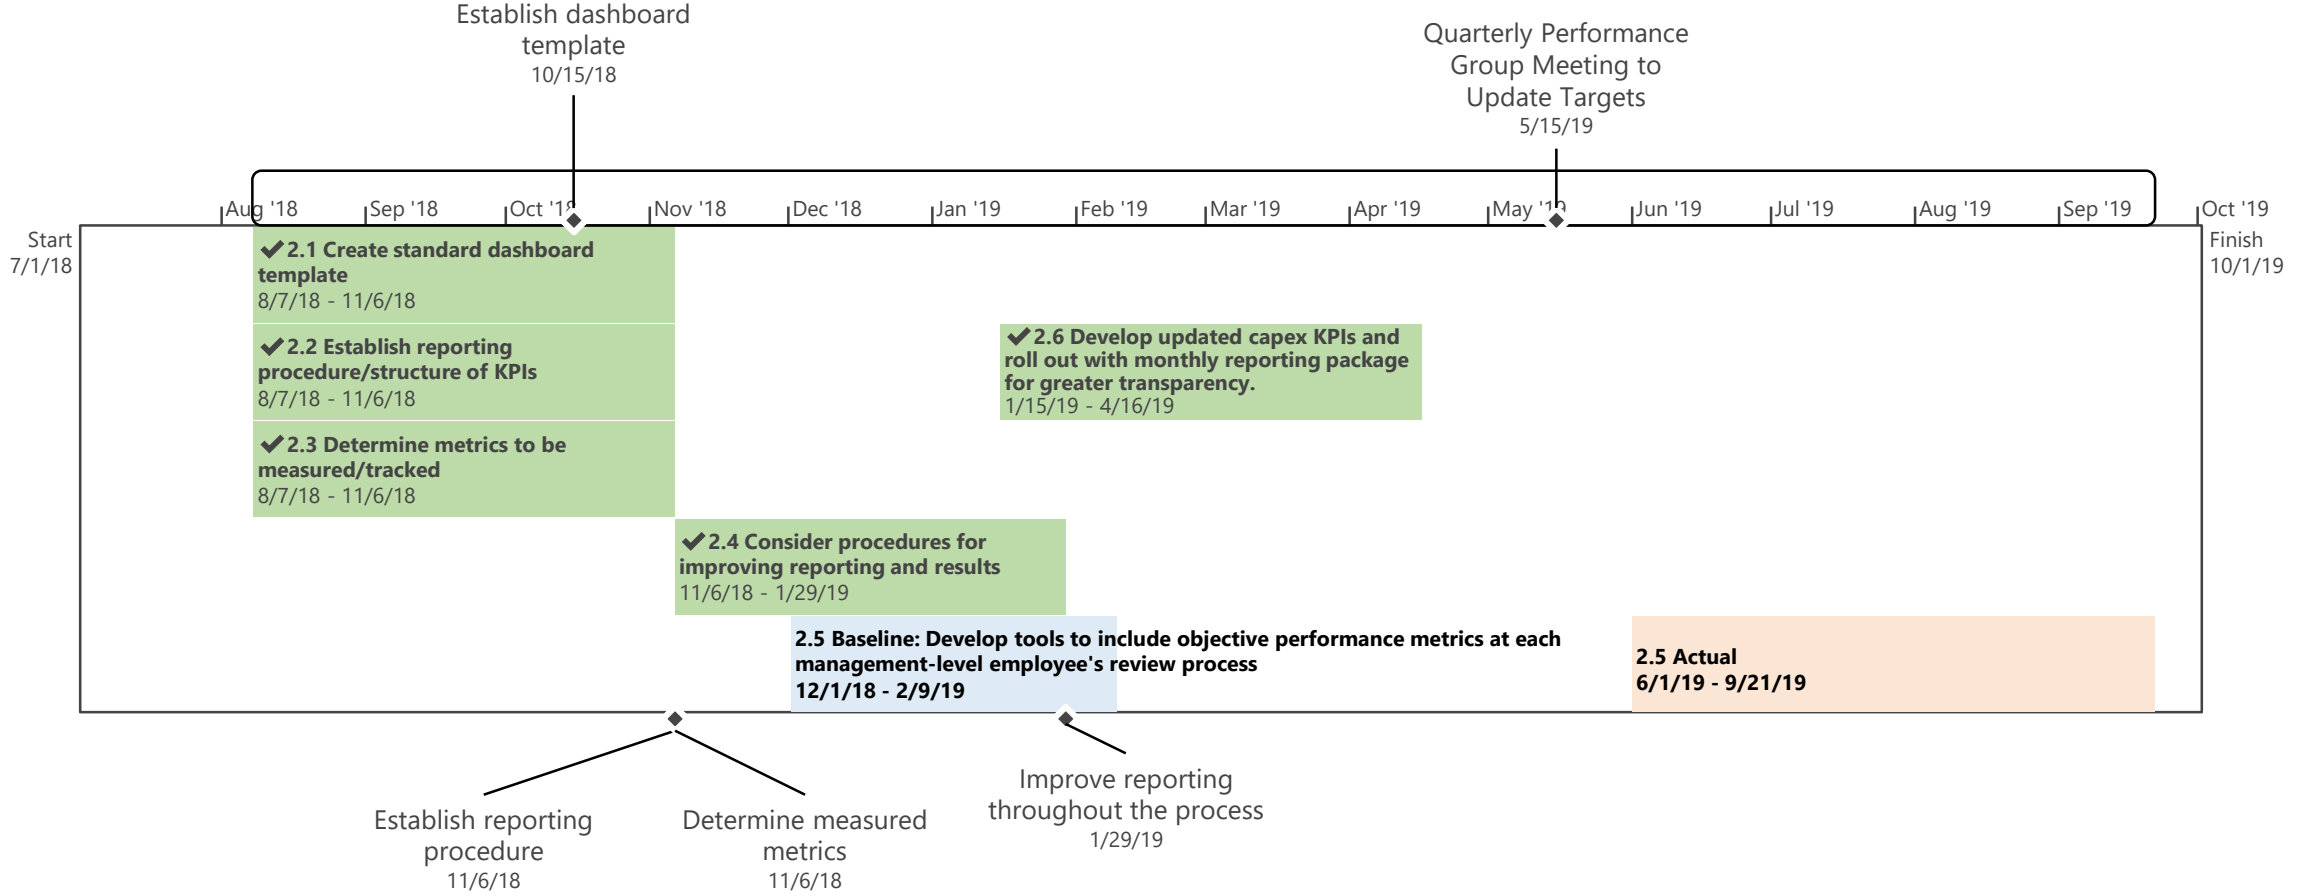 Establish dashboard
template
10/15/18
Quarterly Performance
Group Meeting to
Update Targets
5/15/19
Aug '18
Sep '18
Oct '18
Nov '18
Dec '18
Jan '19
Feb '19
Mar '19
Apr '19
May '19
Jun '19
Jul '19
Aug '19
Sep '19
Oct '19
Start
7/1/18
Finish
10/1/19
✔2.1 Create standard dashboard
template
8/7/18 - 11/6/18
✔2.2 Establish reporting
procedure/structure of KPIs
8/7/18 - 11/6/18
✔2.6 Develop updated capex KPIs and
roll out with monthly reporting package
for greater transparency.
1/15/19 - 4/16/19
✔2.3 Determine metrics to be
measured/tracked
8/7/18 - 11/6/18
✔2.4 Consider procedures for
improving reporting and results
11/6/18 - 1/29/19
2.5 Baseline: Develop tools to include objective performance metrics at each
management-level employee's review process
12/1/18 - 2/9/19
2.5 Actual
6/1/19 - 9/21/19
Establish reporting
procedure
11/6/18
Determine measured
metrics
11/6/18
Improve reporting
throughout the process
1/29/19